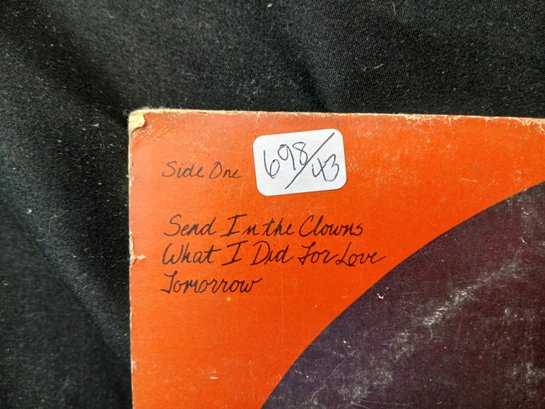 Side One
698/43
Send In the Clowns
What I Did For Love
Tomorrow